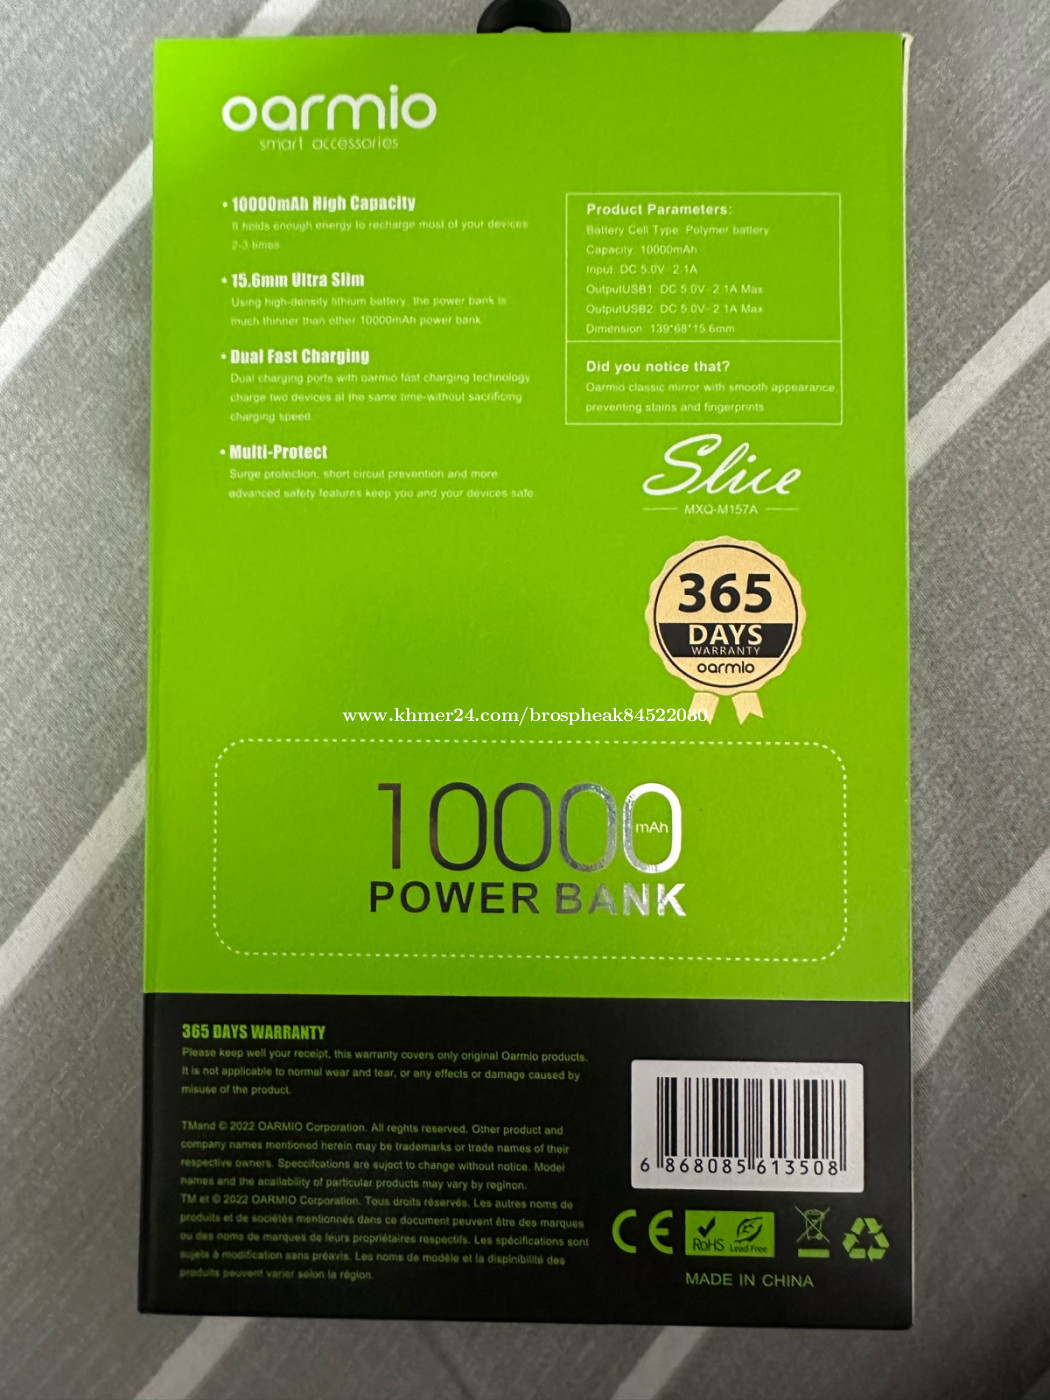 oarmio
smart accessories
• 10000mAh High Capacity
It holds enough energy to recharge most of your devices
2-3 times
• 15.6mm Ultra Slim
Using high-density lithium battery, the power bank is
much thinner than other 10000mAh power bank
• Dual Fast Charging
Dual charging ports with oarmio fast charging technology
charge two devices at the same time-without sacrificing
charging speed
• Multi-Protect
Surge protection, short circuit prevention and more
advanced safety features keep you and your devices safe
Product Parameters:
Battery Cell Type: Polymer battery
Capacity: 10000mAh
Input: DC 5.0V 2.1A
OutputUSB1: DC 5.0V 2.1A Max
OutputUSB2: DC 5.0V 2.1A Max
Dimension: 139*68*15.6mm
Did you notice that?
Oarmio classic mirror with smooth appearance,
preventing stains and fingerprints
Slice
MXQ-M157A
365
DAYS
WARRANTY
oarmio
www.khmer24.com/brospheak84522080
10000
mAh
POWER BANK
365 DAYS WARRANTY
Please keep well your receipt, this warranty covers only original Oarmio products.
It is not applicable to normal wear and tear, or any effects or damage caused by
misuse of the product.
TMand © 2022 OARMIO Corporation. All reghts reserved. Other product and
company names mentioned herein may be trademarks or trade names of their
respective owners. Speccifcations are suject to change without notice. Model
names and the acailability of particular products may vary by reginon.
TM et © 2022 OARMIO Corporation. Tous droits réservés. Les autres noms de
produits et de sociétés mentionnés dans ce document peuvent être des marques
ou des noms de marques de leurs propriétaires respectifs. Les spécifications sont
sujets à modification sans préavis. Les noms de modèle et la dispinibilité des
produits peuvent varier selon la région.
6 868085 613508
CE
RoHS
Lead Free
MADE IN CHINA